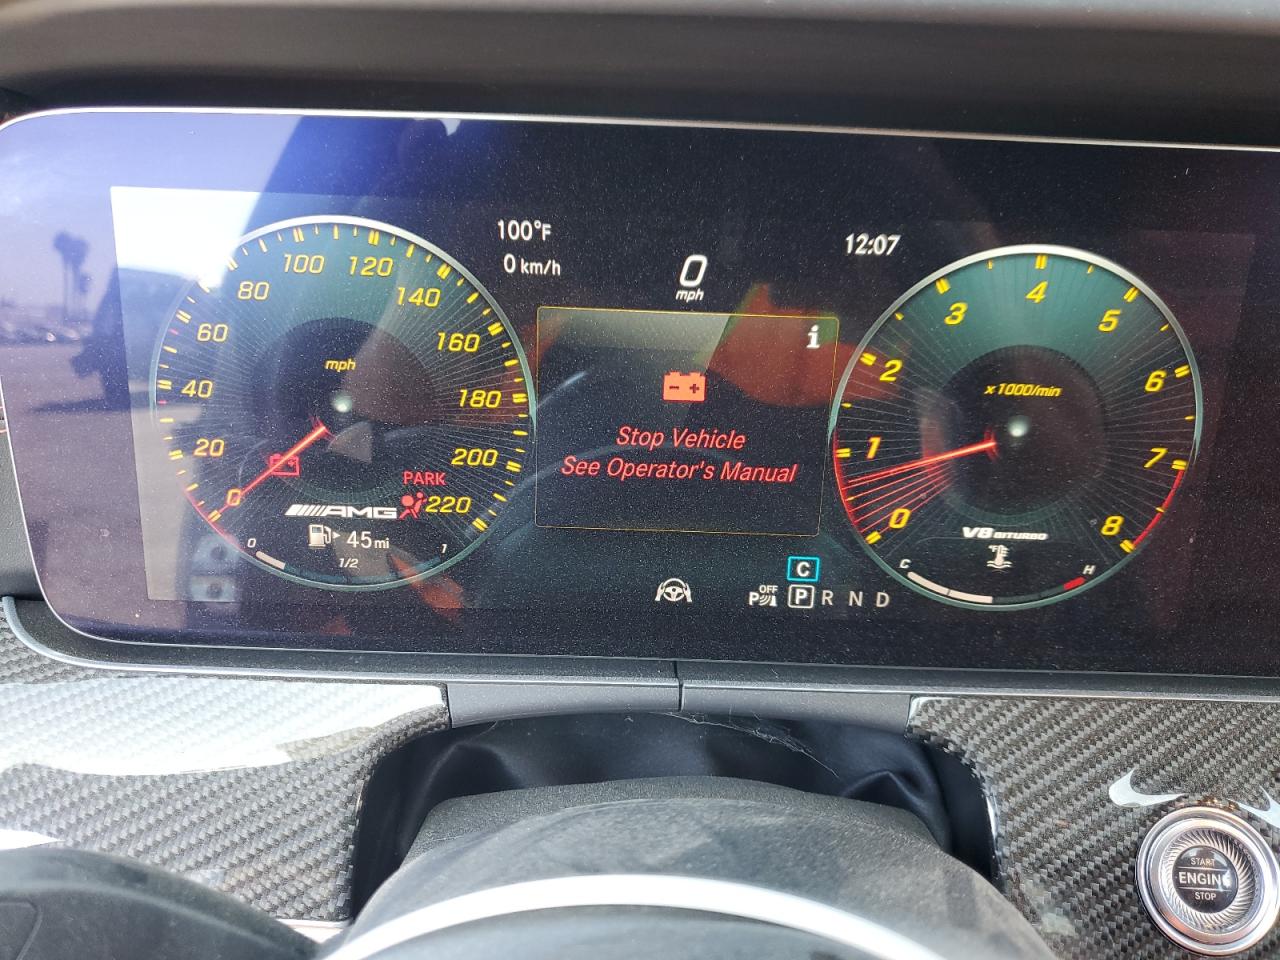 100°F
0 km/h
0
mph
12:07
0
20
40
60
80
100
120
140
160
180
200
220
mph
PARK
AMG
45 mi
0
1/2
1
i
- +
Stop Vehicle
See Operator's Manual
C
OFF
P
P R N D
0
1
2
3
4
5
6
7
8
x1000/min
V8 BITURBO
°F
C
H
START
ENGINE
STOP